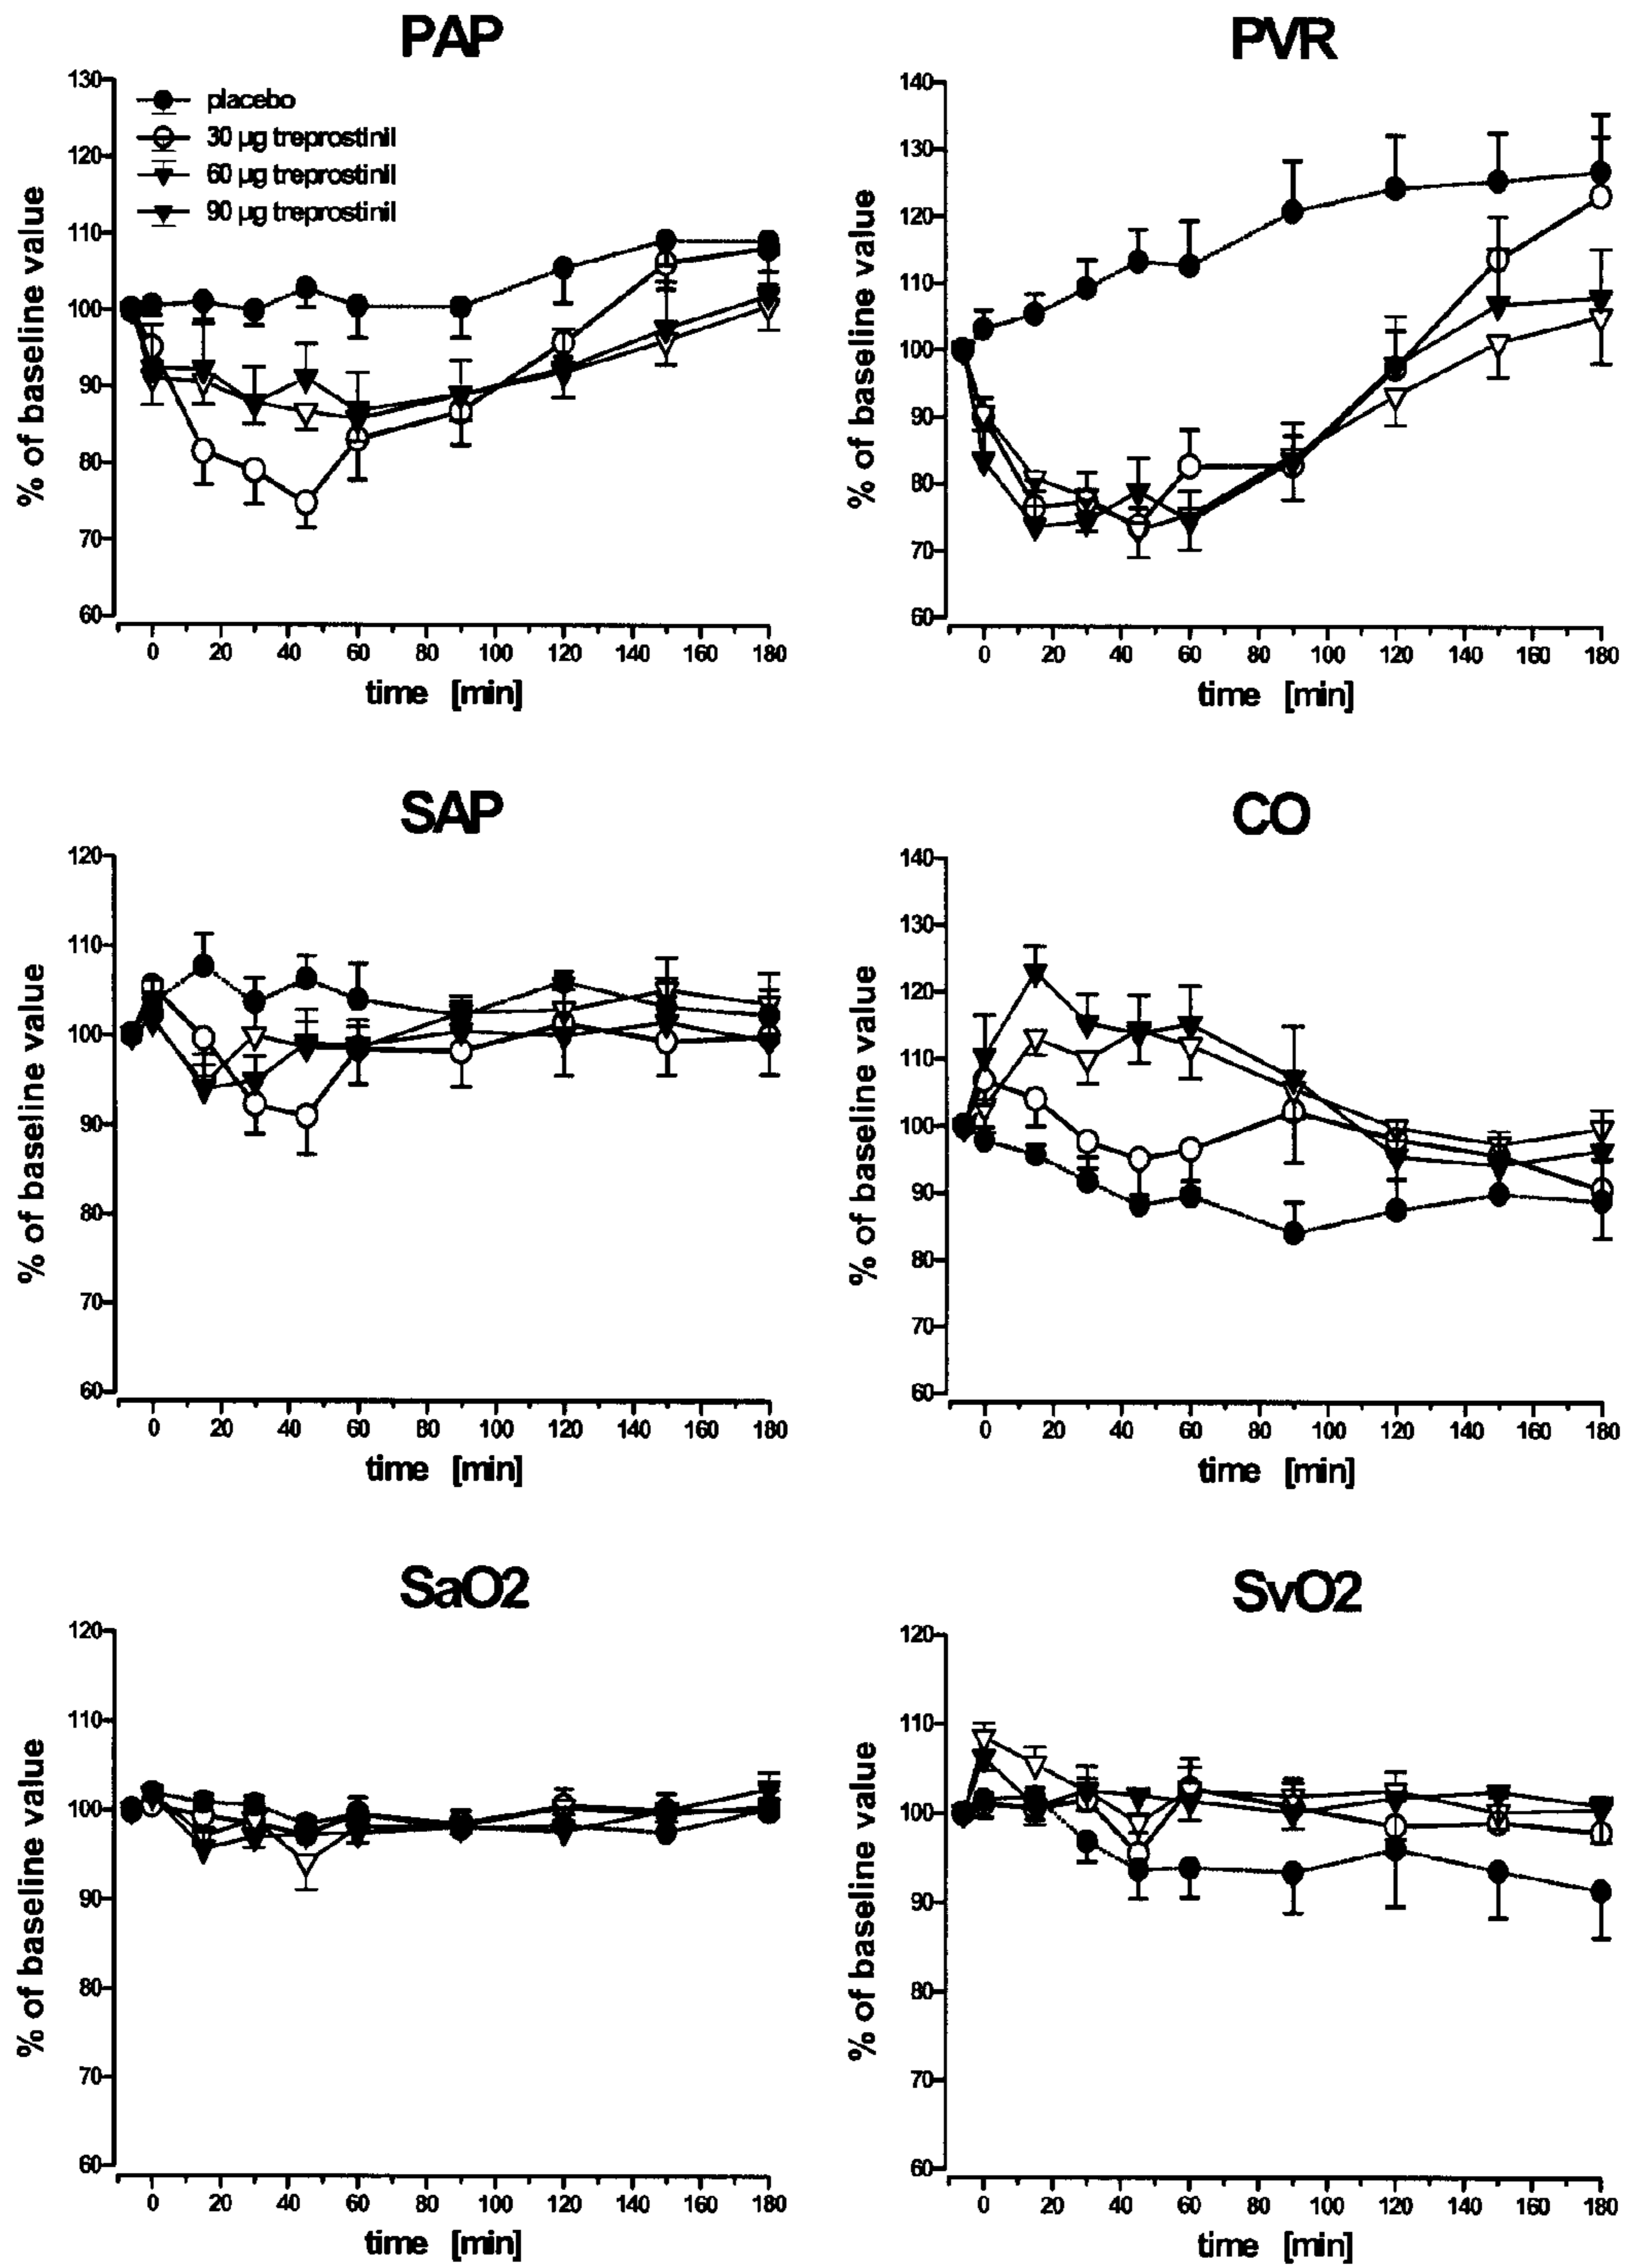 PAP
130
120
110
100
90
80
70
60
% of baseline value
placebo
30 µg treprostinil
60 µg treprostinil
90 µg treprostinil
0 20 40 60 80 100 120 140 160 180
time [min]
PVR
140
130
120
110
100
90
80
70
60
% of baseline value
0 20 40 60 80 100 120 140 160 180
time [min]
SAP
120
110
100
90
80
70
60
% of baseline value
0 20 40 60 80 100 120 140 160 180
time [min]
CO
140
130
120
110
100
90
80
70
60
% of baseline value
0 20 40 60 80 100 120 140 160 180
time [min]
SaO2
120
110
100
90
80
70
60
% of baseline value
0 20 40 60 80 100 120 140 160 180
time [min]
SvO2
120
110
100
90
80
70
60
% of baseline value
0 20 40 60 80 100 120 140 160 180
time [min]